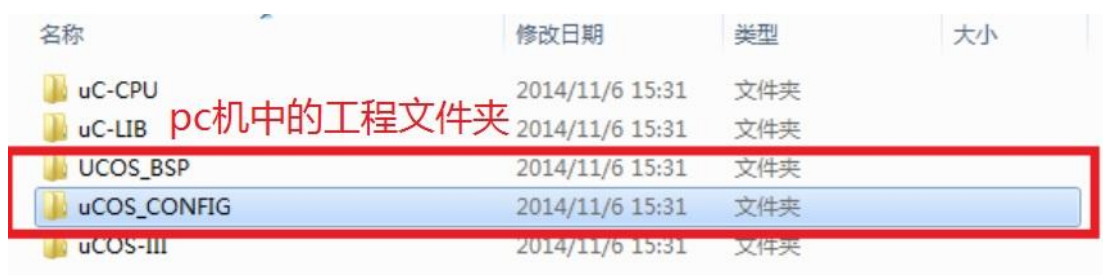 名称 修改日期 类型 大小
uC-CPU 2014/11/6 15:31 文件夹
pc机中的工程文件夹
uC-LIB 2014/11/6 15:31 文件夹
UCOS_BSP 2014/11/6 15:31 文件夹
uCOS_CONFIG 2014/11/6 15:31 文件夹
uCOS-III 2014/11/6 15:31 文件夹